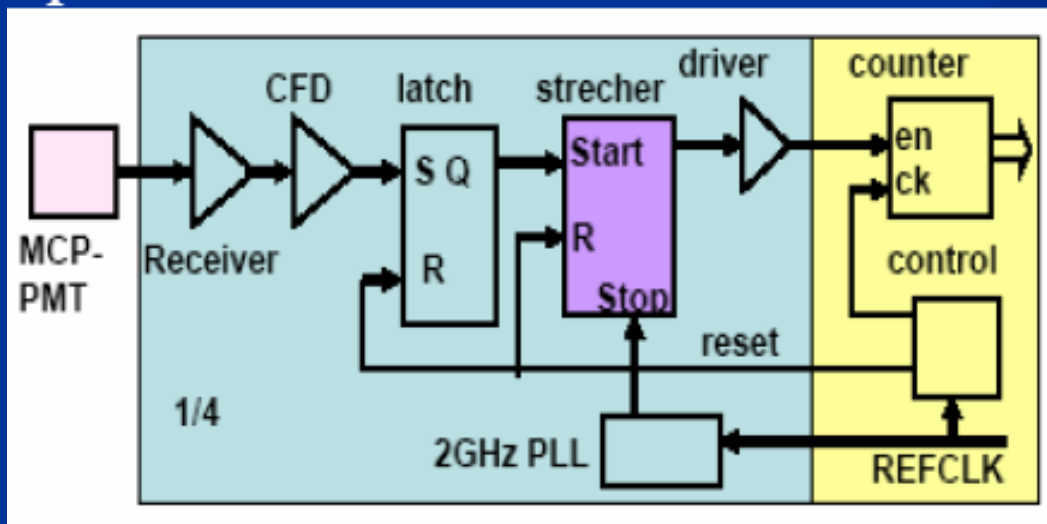 driver
counter
CFD
latch
strecher
S Q
Start
en
ck
R
R
MCP-
PMT
Receiver
control
Stop
reset
1/4
2GHz PLL
REFCLK